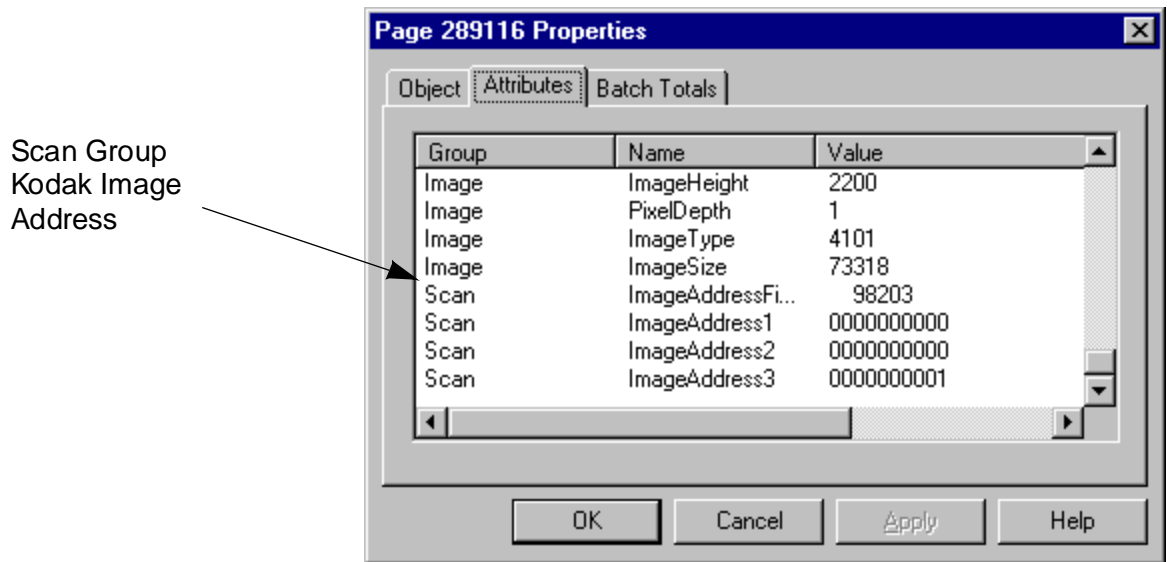 Page 289116 Properties
Object Attributes Batch Totals
Scan Group
Kodak Image
Address
Group Name Value
Image ImageHeight 2200
Image PixelDepth 1
Image ImageType 4101
Image ImageSize 73318
Scan ImageAddressFi... 98203
Scan ImageAddress1 0000000000
Scan ImageAddress2 0000000000
Scan ImageAddress3 0000000001
OK Cancel Apply Help